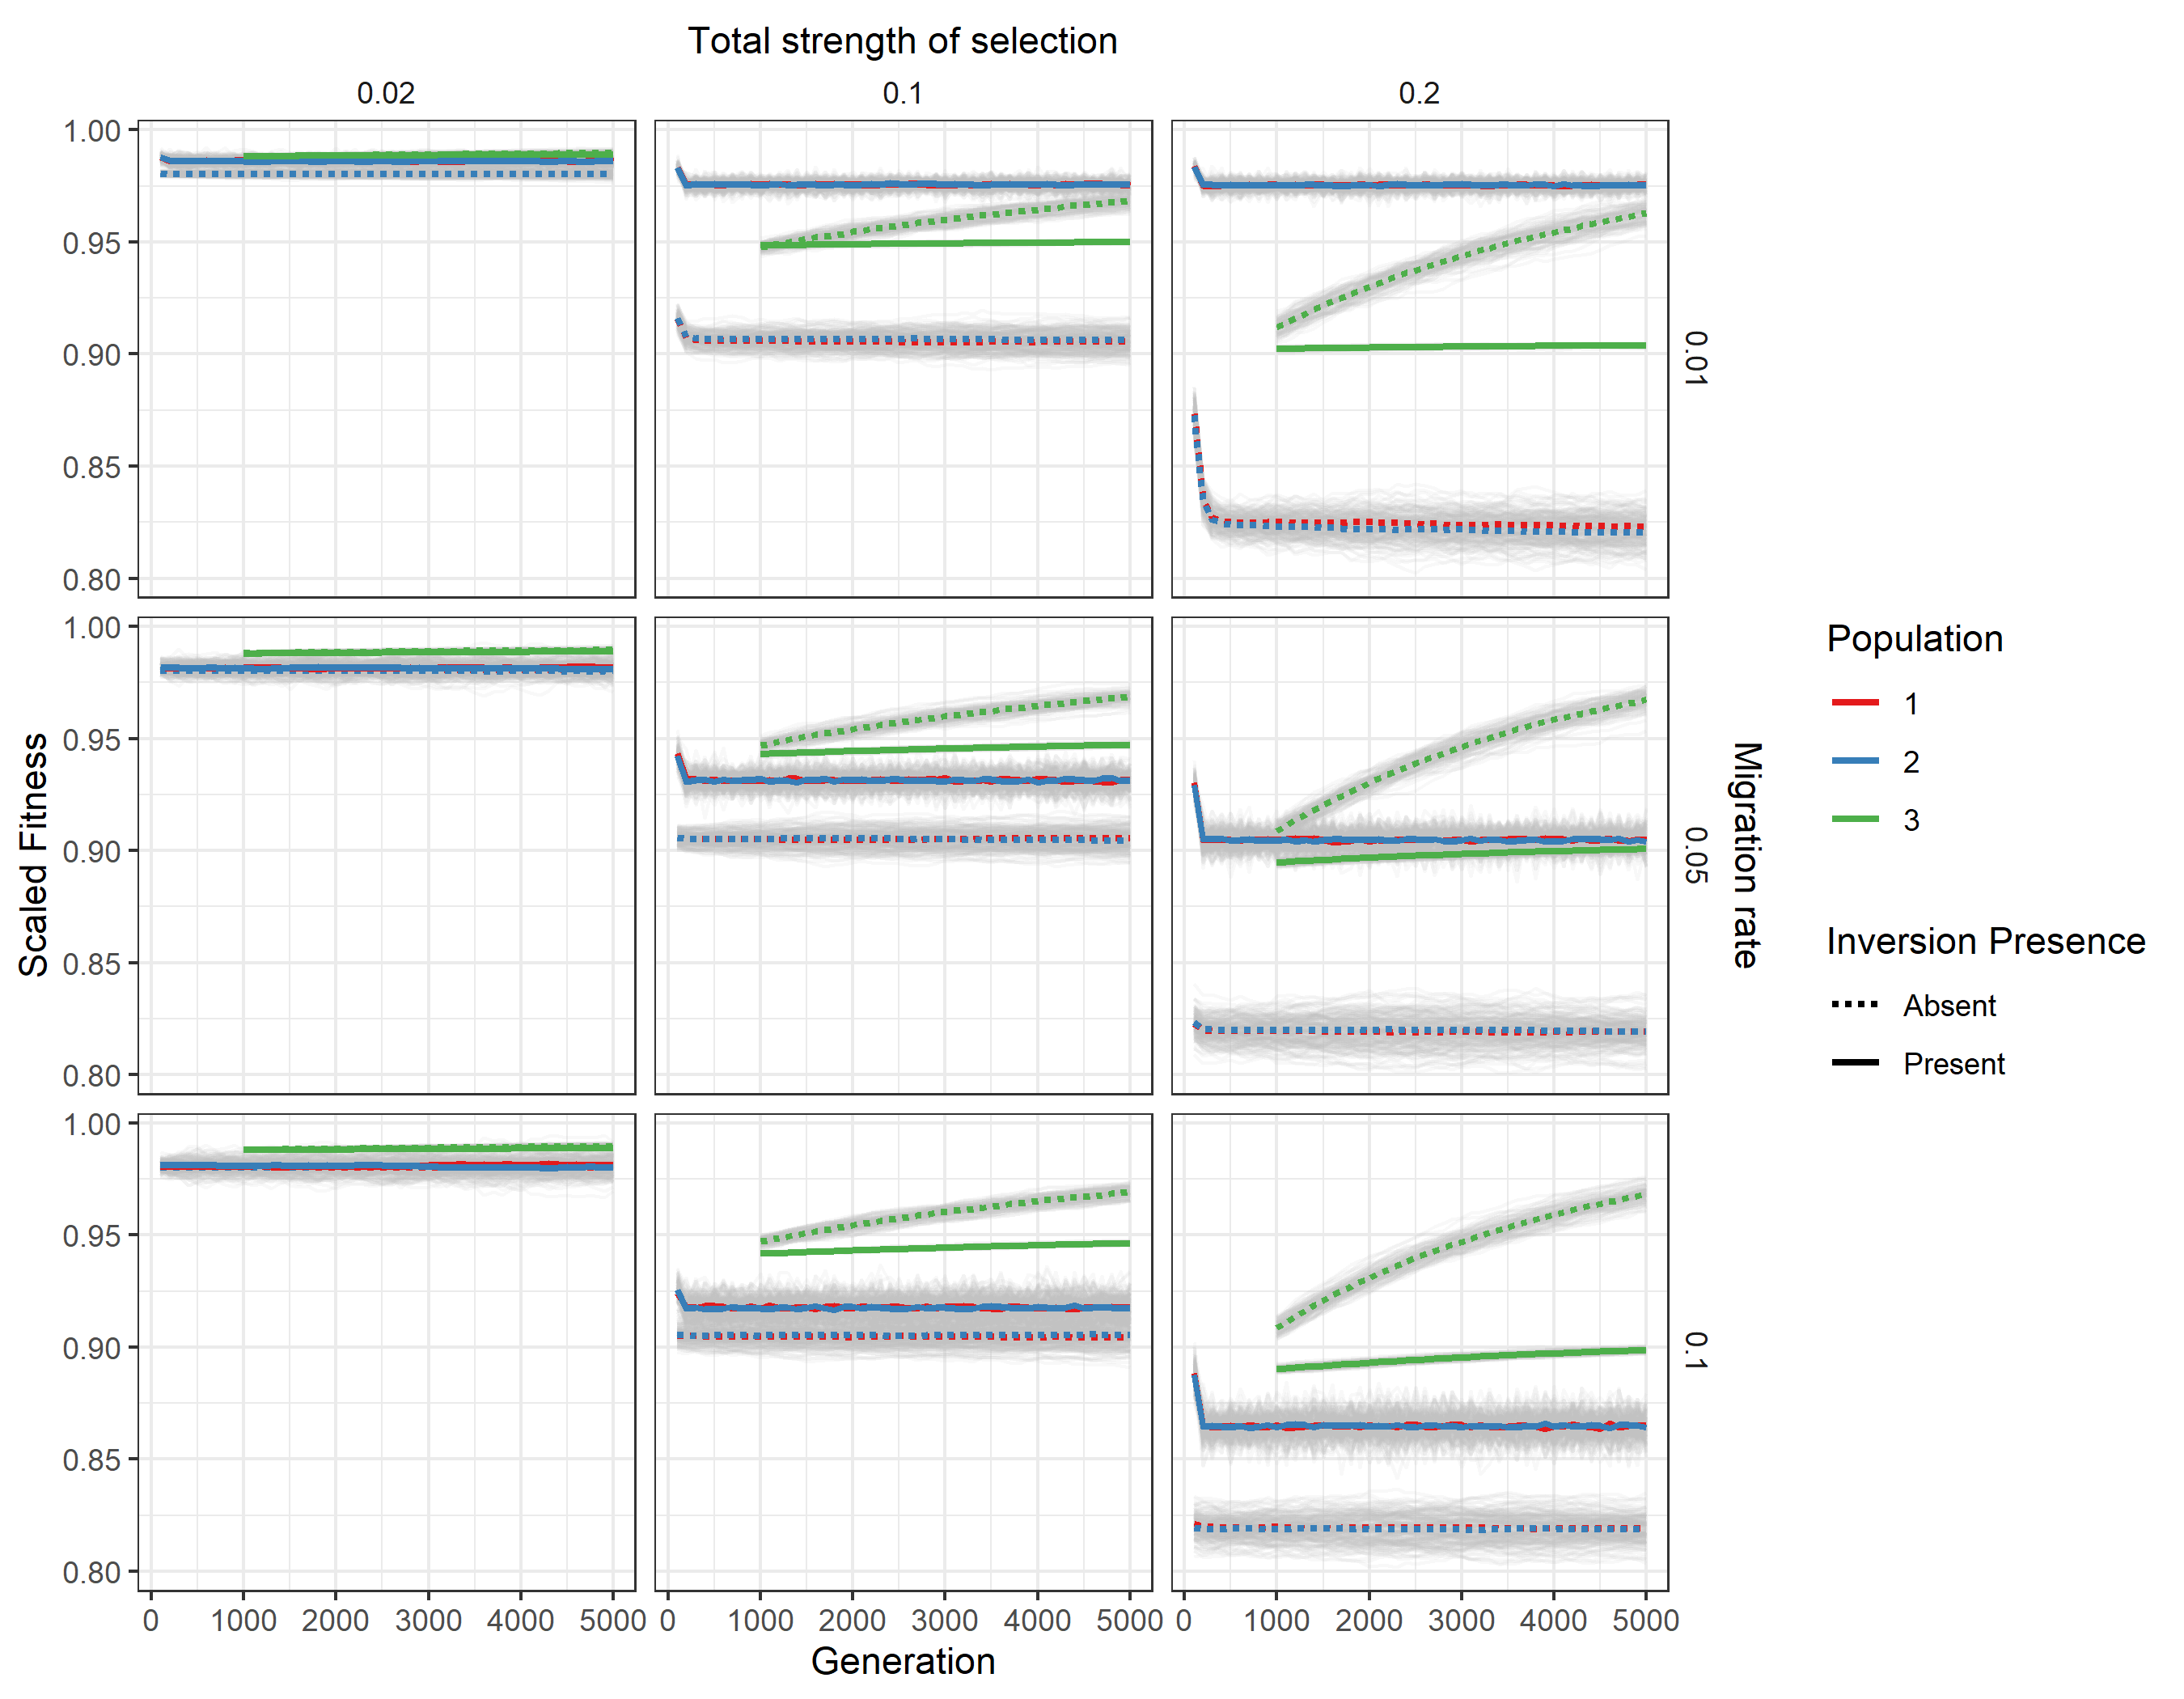 Total strength of selection
0.02
0.1
0.2
1.00
0.95
0.90
0.85
0.80
0.01
1.00
0.95
0.90
0.85
0.80
0.05
1.00
0.95
0.90
0.85
0.80
0.1
Scaled Fitness
Migration rate
0 1000 2000 3000 4000 5000
0 1000 2000 3000 4000 5000
0 1000 2000 3000 4000 5000
Generation
Population
1
2
3
Inversion Presence
Absent
Present